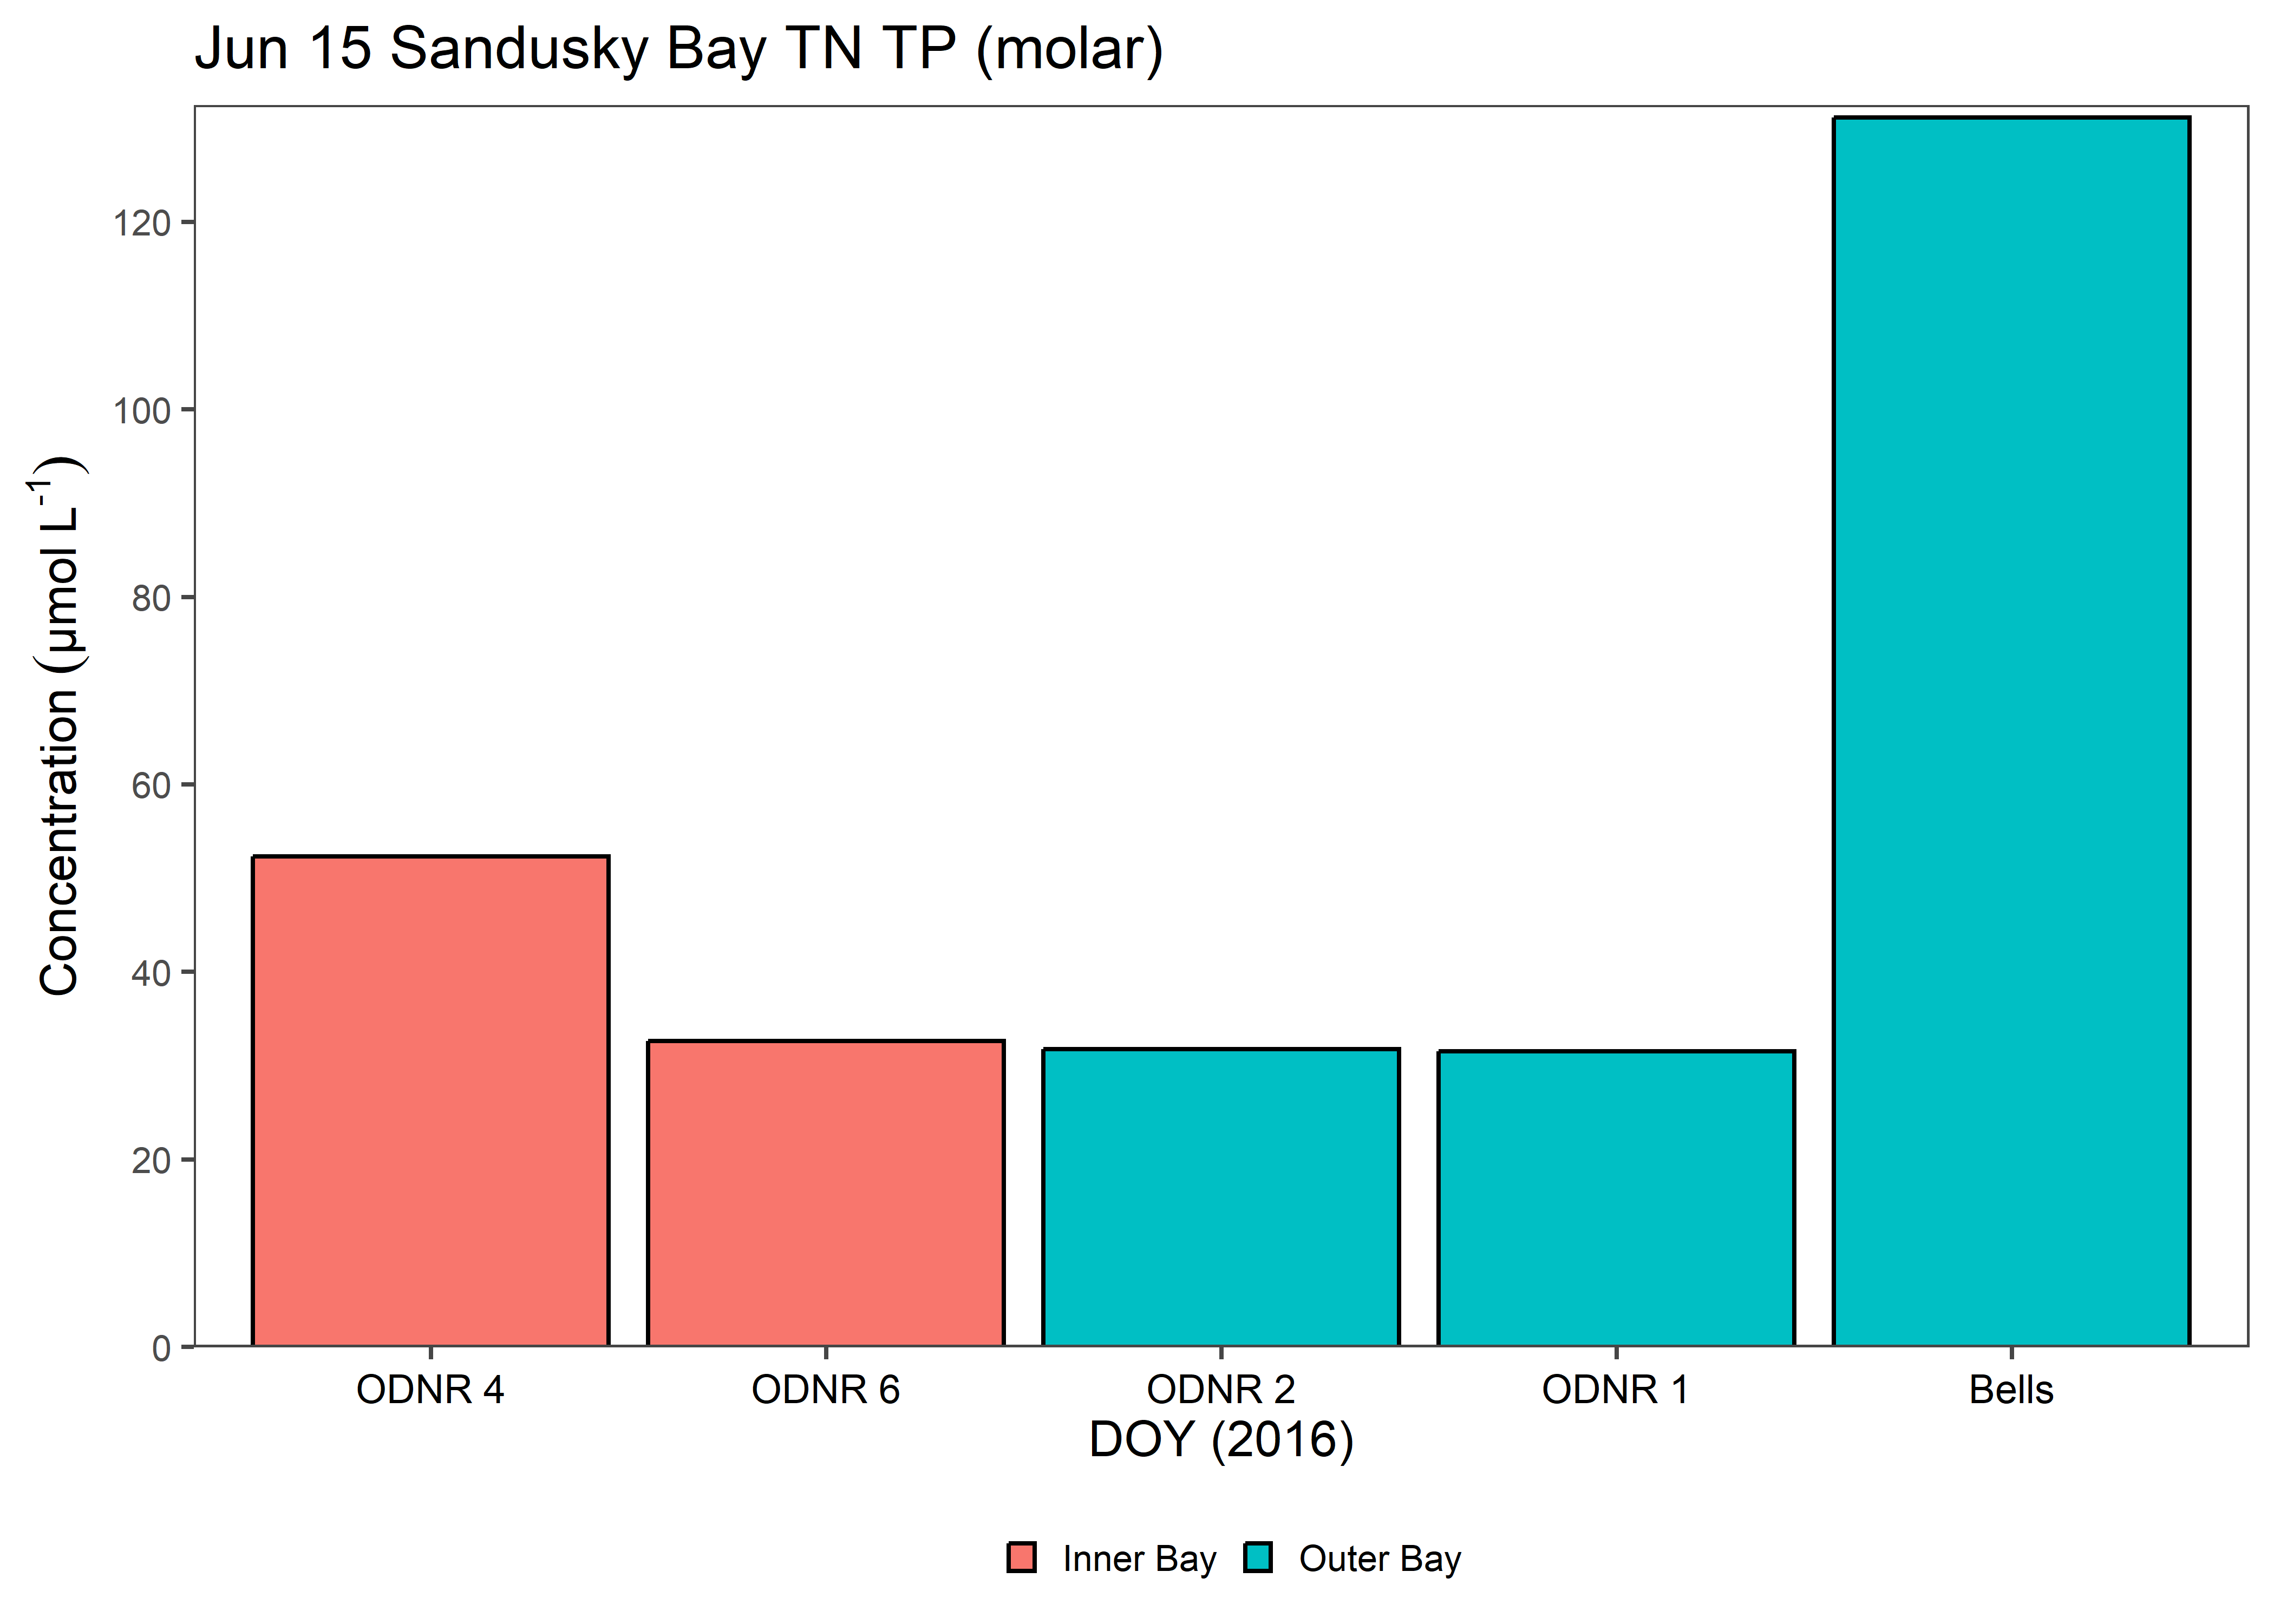 Jun 15 Sandusky Bay TN TP (molar)
Concentration (µmol L⁻¹)
120
100
80
60
40
20
0
ODNR 4 ODNR 6 ODNR 2 ODNR 1 Bells
DOY (2016)
Inner Bay Outer Bay